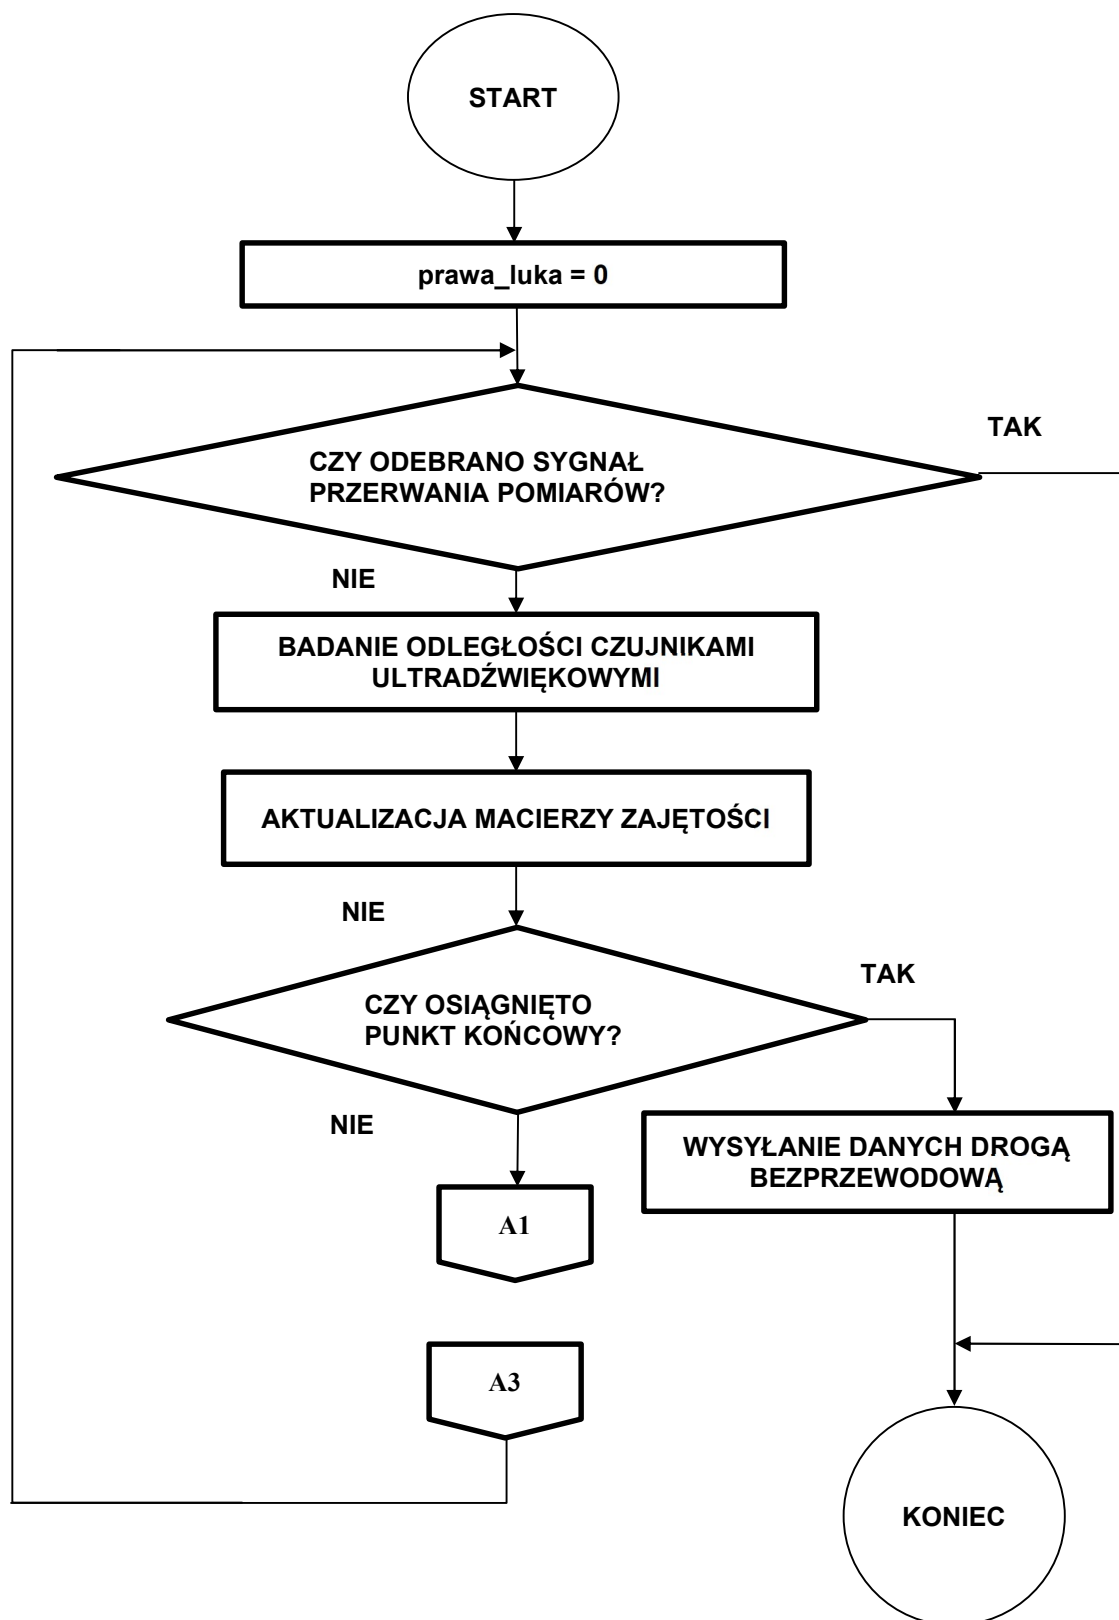 START
prawa_luka = 0
TAK
CZY ODEBRANO SYGNAŁ
PRZERWANIA POMIARÓW?
NIE
BADANIE ODLEGŁOŚCI CZUJNIKAMI
ULTRADŹWIĘKOWYMI
AKTUALIZACJA MACIERZY ZAJĘTOŚCI
NIE
TAK
CZY OSIĄGNIĘTO
PUNKT KOŃCOWY?
NIE
WYSYŁANIE DANYCH DROGĄ
BEZPRZEWODOWĄ
A1
A3
KONIEC